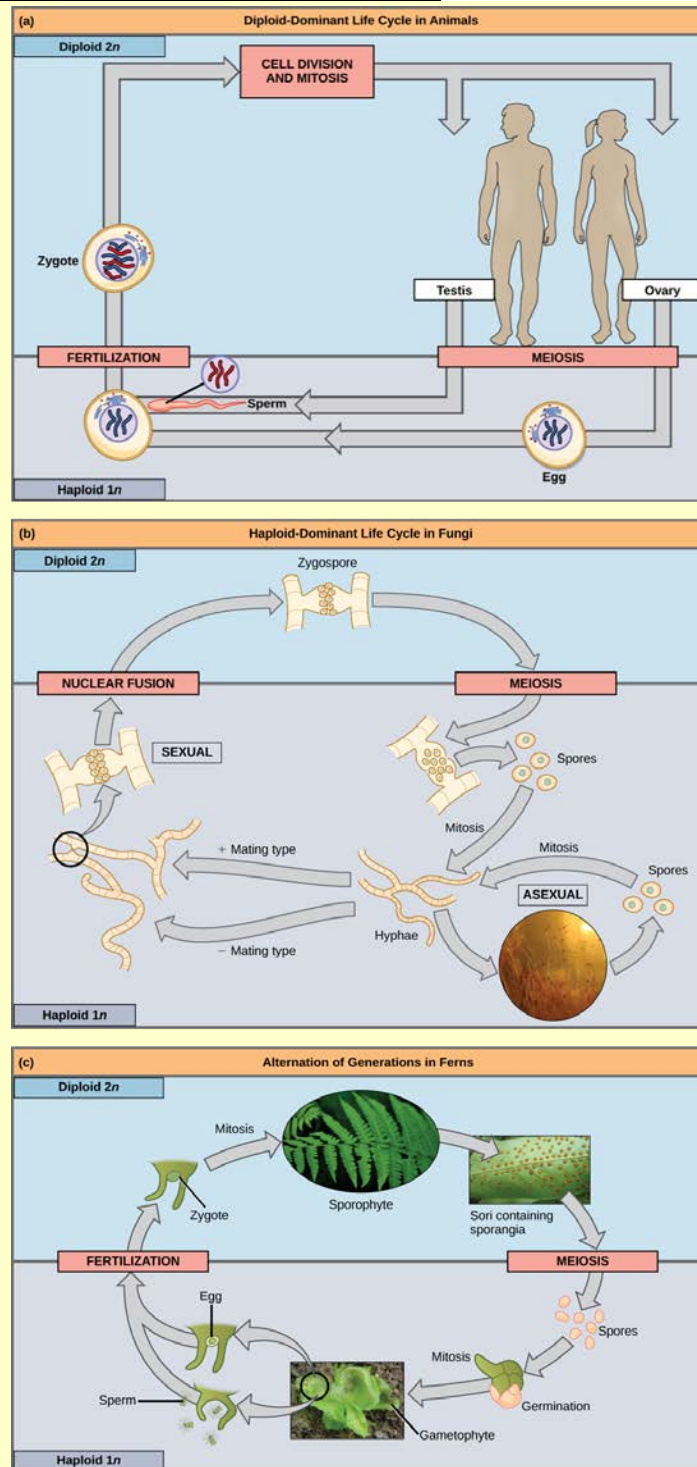 (a) Diploid-Dominant Life Cycle in Animals
Diploid 2n
CELL DIVISION
AND MITOSIS
Zygote
Testis
Ovary
FERTILIZATION
MEIOSIS
Sperm
Egg
Haploid 1n
(b) Haploid-Dominant Life Cycle in Fungi
Diploid 2n
Zygospore
NUCLEAR FUSION
MEIOSIS
SEXUAL
Spores
Mitosis
+ Mating type
Mitosis
Spores
ASEXUAL
Hyphae
− Mating type
Haploid 1n
(c) Alternation of Generations in Ferns
Diploid 2n
Mitosis
Zygote
Sporophyte
Sori containing
sporangia
FERTILIZATION
MEIOSIS
Egg
Spores
Mitosis
Sperm
Germination
Gametophyte
Haploid 1n